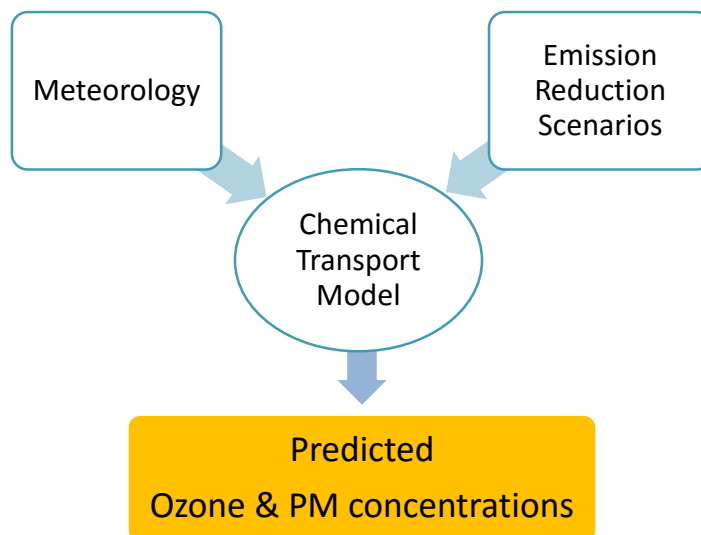 Meteorology
Emission
Reduction
Scenarios
Chemical
Transport
Model
Predicted
Ozone & PM concentrations